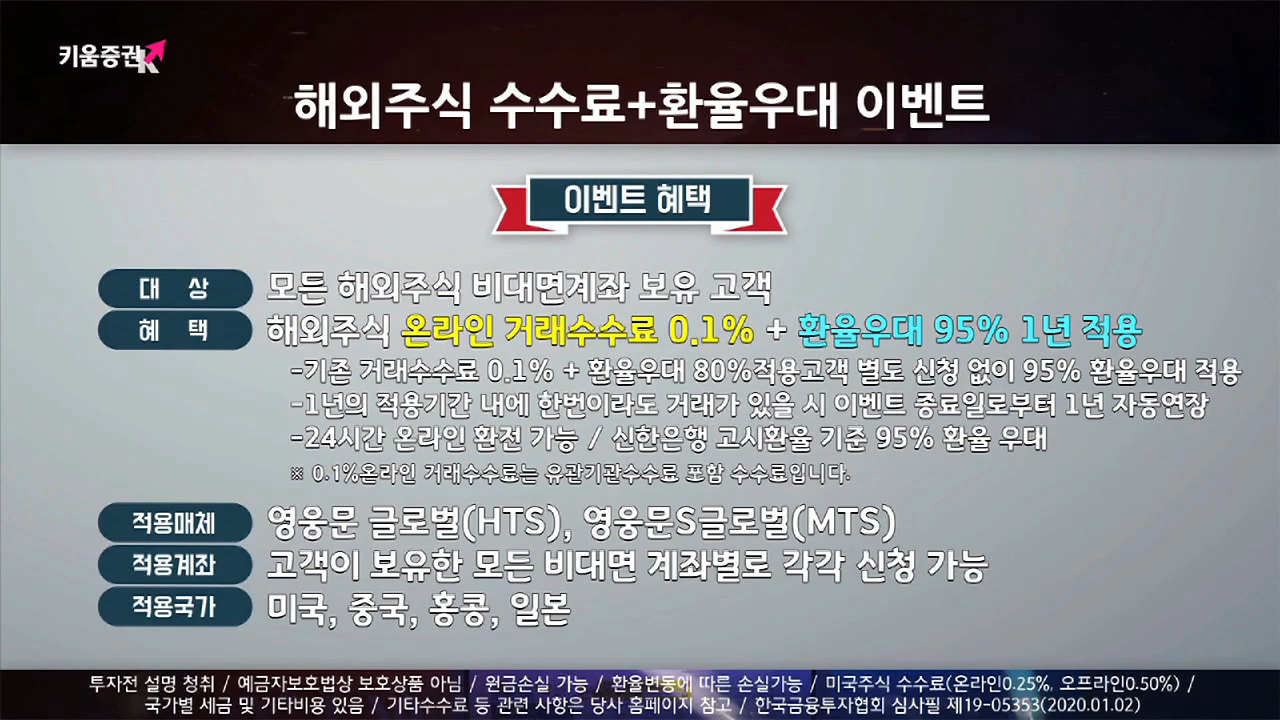 키움증권
해외주식 수수료+환율우대 이벤트
이벤트 혜택
대 상 모든 해외주식 비대면계좌 보유 고객
혜 택 해외주식 온라인 거래수수료 0.1% + 환율우대 95% 1년 적용
-기존 거래수수료 0.1% + 환율우대 80%적용고객 별도 신청 없이 95% 환율우대 적용
-1년의 적용기간 내에 한번이라도 거래가 있을 시 이벤트 종료일로부터 1년 자동연장
-24시간 온라인 환전 가능 / 신한은행 고시환율 기준 95% 환율 우대
※ 0.1%온라인 거래수수료는 유관기관수수료 포함 수수료입니다.
적용매체 영웅문 글로벌(HTS), 영웅문S글로벌(MTS)
적용계좌 고객이 보유한 모든 비대면 계좌별로 각각 신청 가능
적용국가 미국, 중국, 홍콩, 일본
투자전 설명 청취 / 예금자보호법상 보호상품 아님 / 원금손실 가능 / 환율변동에 따른 손실가능 / 미국주식 수수료(온라인0.25%, 오프라인0.50%) /
국가별 세금 및 기타비용 있음 / 기타수수료 등 관련 사항은 당사 홈페이지 참고 / 한국금융투자협회 심사필 제19-05353(2020.01.02)